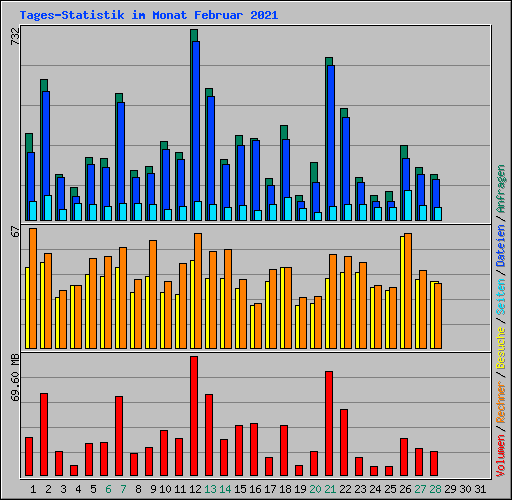 Tages-Statistik im Monat Februar 2021
732
67
69.60 MB
Volumen / Rechner / Besuche / Seiten / Dateien / Anfragen
1 2 3 4 5 6 7 8 9 10 11 12 13 14 15 16 17 18 19 20 21 22 23 24 25 26 27 28 29 30 31